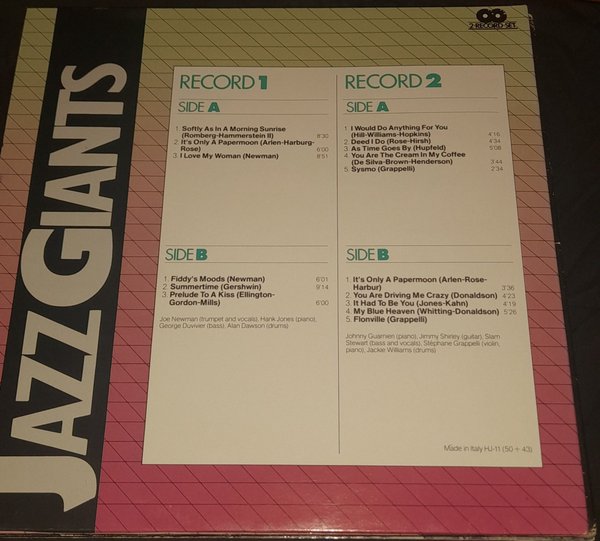 JAZZ GIANTS
2 RECORD SET
RECORD 1
SIDE A
1. Softly As In A Morning Sunrise
(Romberg-Hammerstein II) 8'30
2. It's Only A Papermoon (Arlen-Harburg-
Rose) 6'00
3. I Love My Woman (Newman) 8'51
SIDE B
1. Fiddy's Moods (Newman) 6'01
2. Summertime (Gershwin) 9'14
3. Prelude To A Kiss (Ellington-
Gordon-Mills) 6'00
Joe Newman (trumpet and vocals), Hank Jones (piano),
George Duvivier (bass), Alan Dawson (drums)
RECORD 2
SIDE A
1. I Would Do Anything For You
(Hill-Williams-Hopkins) 4'16
2. Deed I Do (Rose-Hirsh) 4'34
3. As Time Goes By (Hupfeld) 5'08
4. You Are The Cream In My Coffee
(De Silva-Brown-Henderson) 3'44
5. Sysmo (Grappelli) 2'34
SIDE B
1. It's Only A Papermoon (Arlen-Rose-
Harbur) 3'36
2. You Are Driving Me Crazy (Donaldson) 4'23
3. It Had To Be You (Jones-Kahn) 4'19
4. My Blue Heaven (Whitting-Donaldson) 5'26
5. Flonville (Grappelli)
Johnny Guarnieri (piano), Jimmy Shirley (guitar), Slam
Stewart (bass and vocals), Stéphane Grappelli (violin,
piano), Jackie Williams (drums)
Made in Italy HJ-11 (50 + 43)